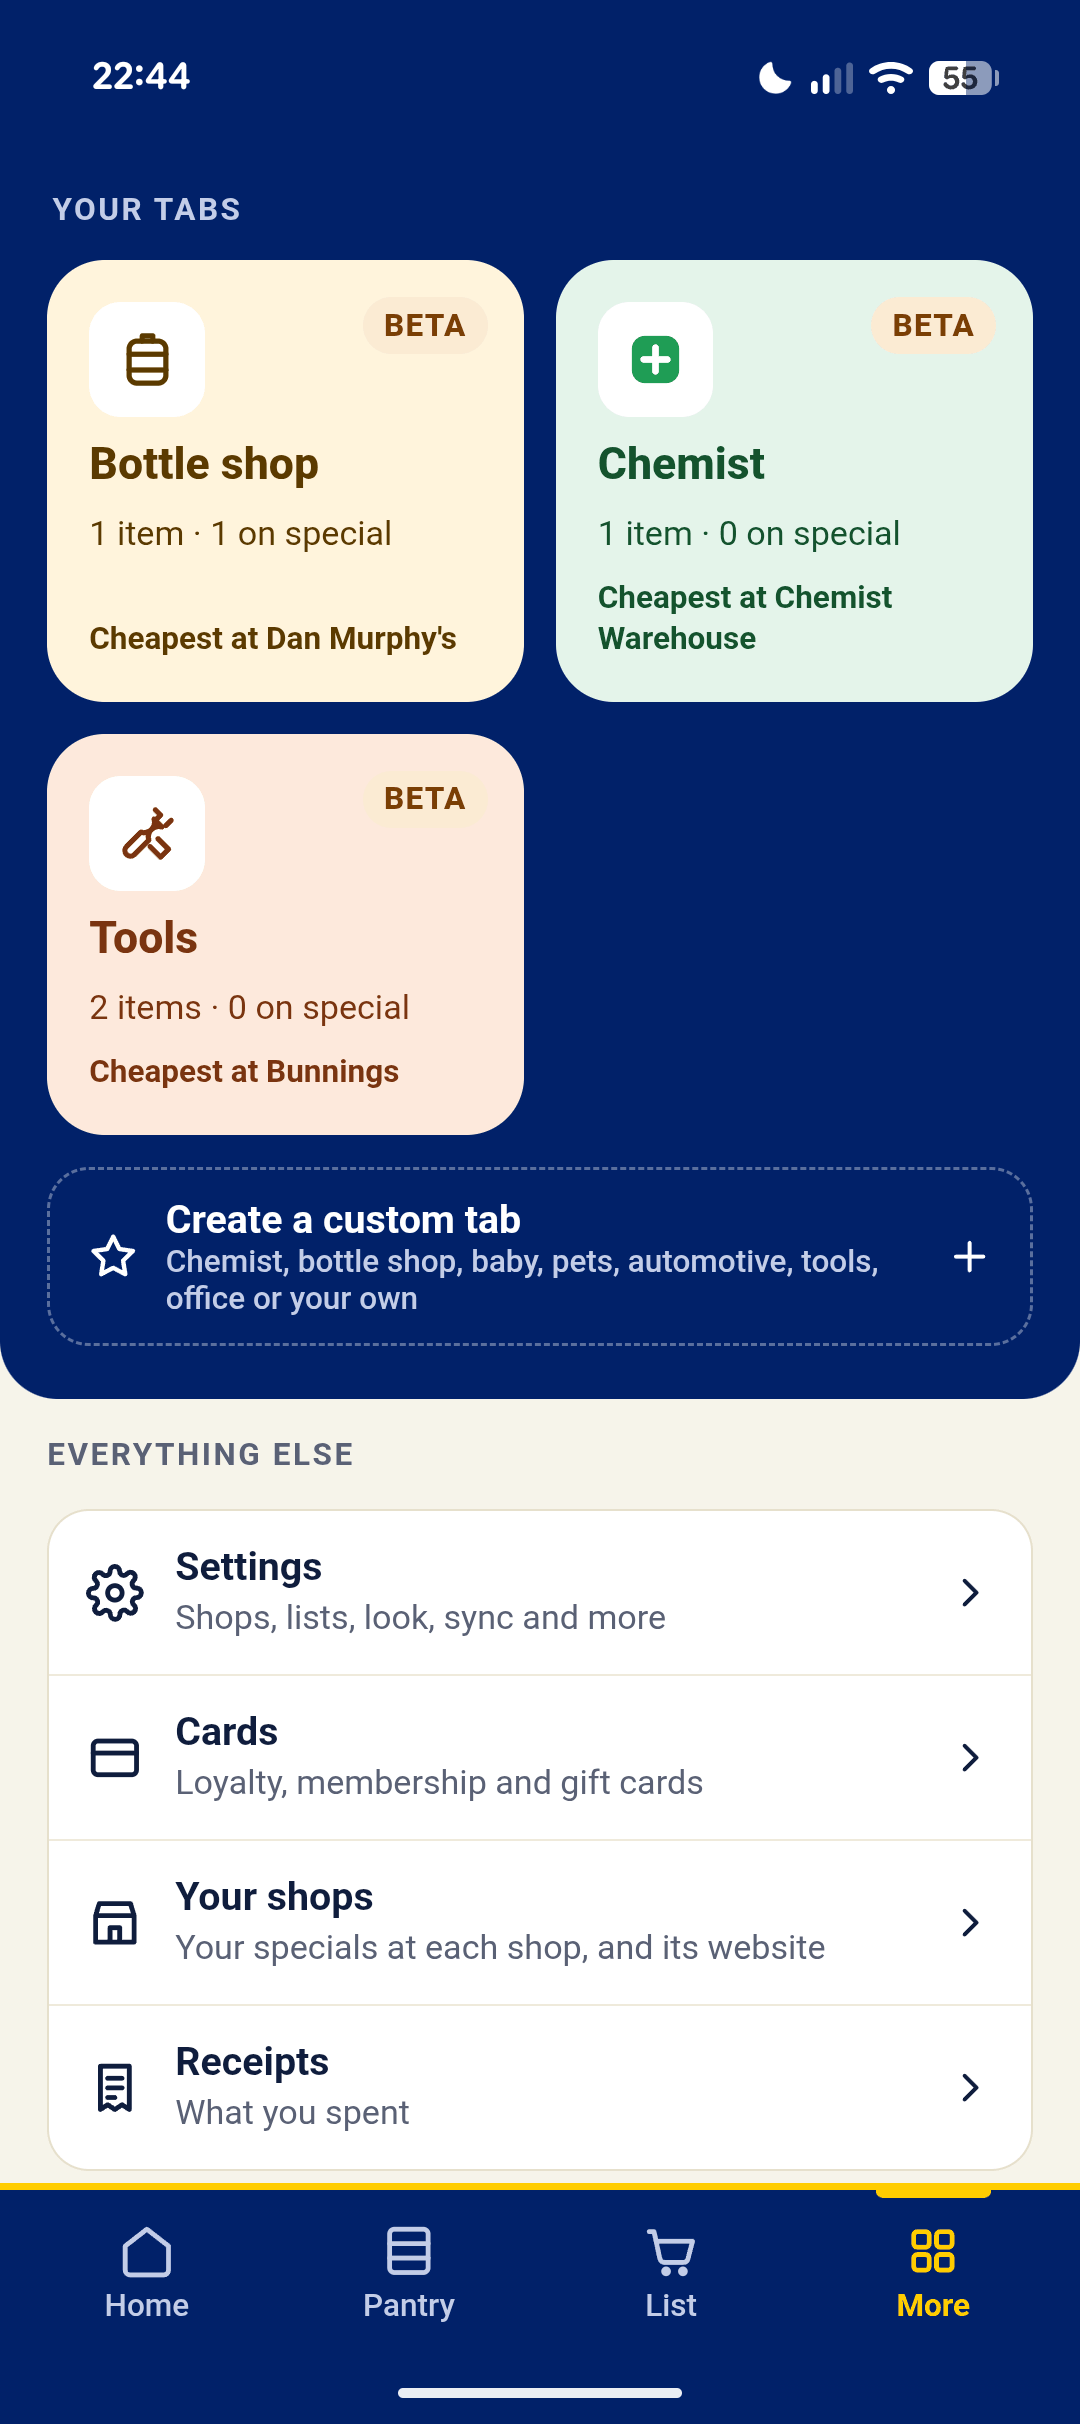 22:44
55
YOUR TABS
BETA
Bottle shop
1 item · 1 on special
Cheapest at Dan Murphy's
BETA
Chemist
1 item · 0 on special
Cheapest at Chemist
Warehouse
BETA
Tools
2 items · 0 on special
Cheapest at Bunnings
Create a custom tab
Chemist, bottle shop, baby, pets, automotive, tools,
office or your own
EVERYTHING ELSE
Settings
Shops, lists, look, sync and more
Cards
Loyalty, membership and gift cards
Your shops
Your specials at each shop, and its website
Receipts
What you spent
Home
Pantry
List
More